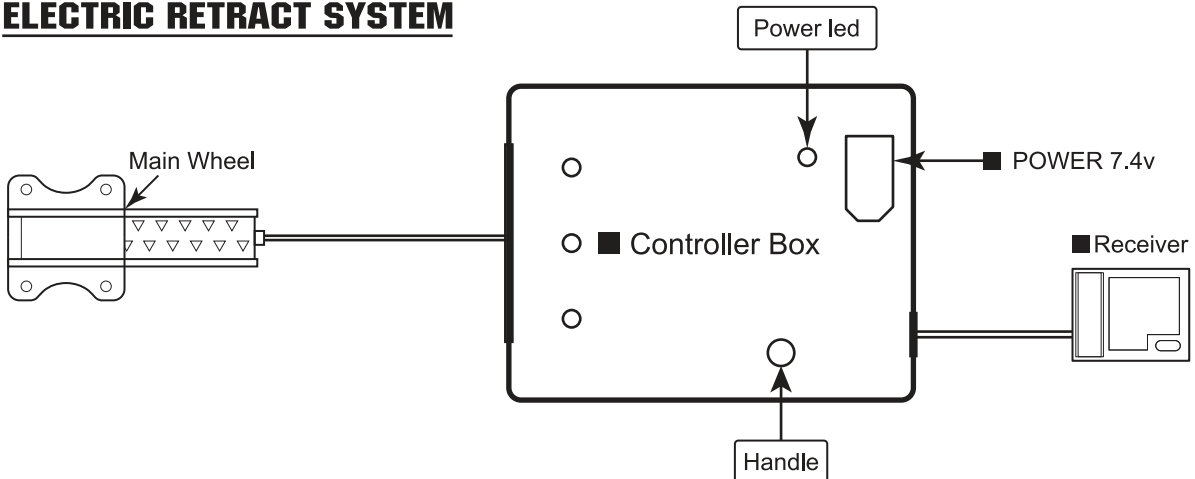 ELECTRIC RETRACT SYSTEM
Power led
Main Wheel
POWER 7.4v
Controller Box
Receiver
Handle